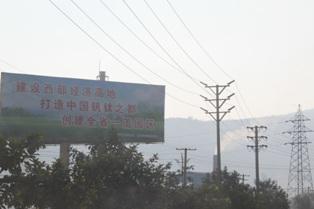 建设西部经济高地
打造中国钒钛之都
创建全省一流园区